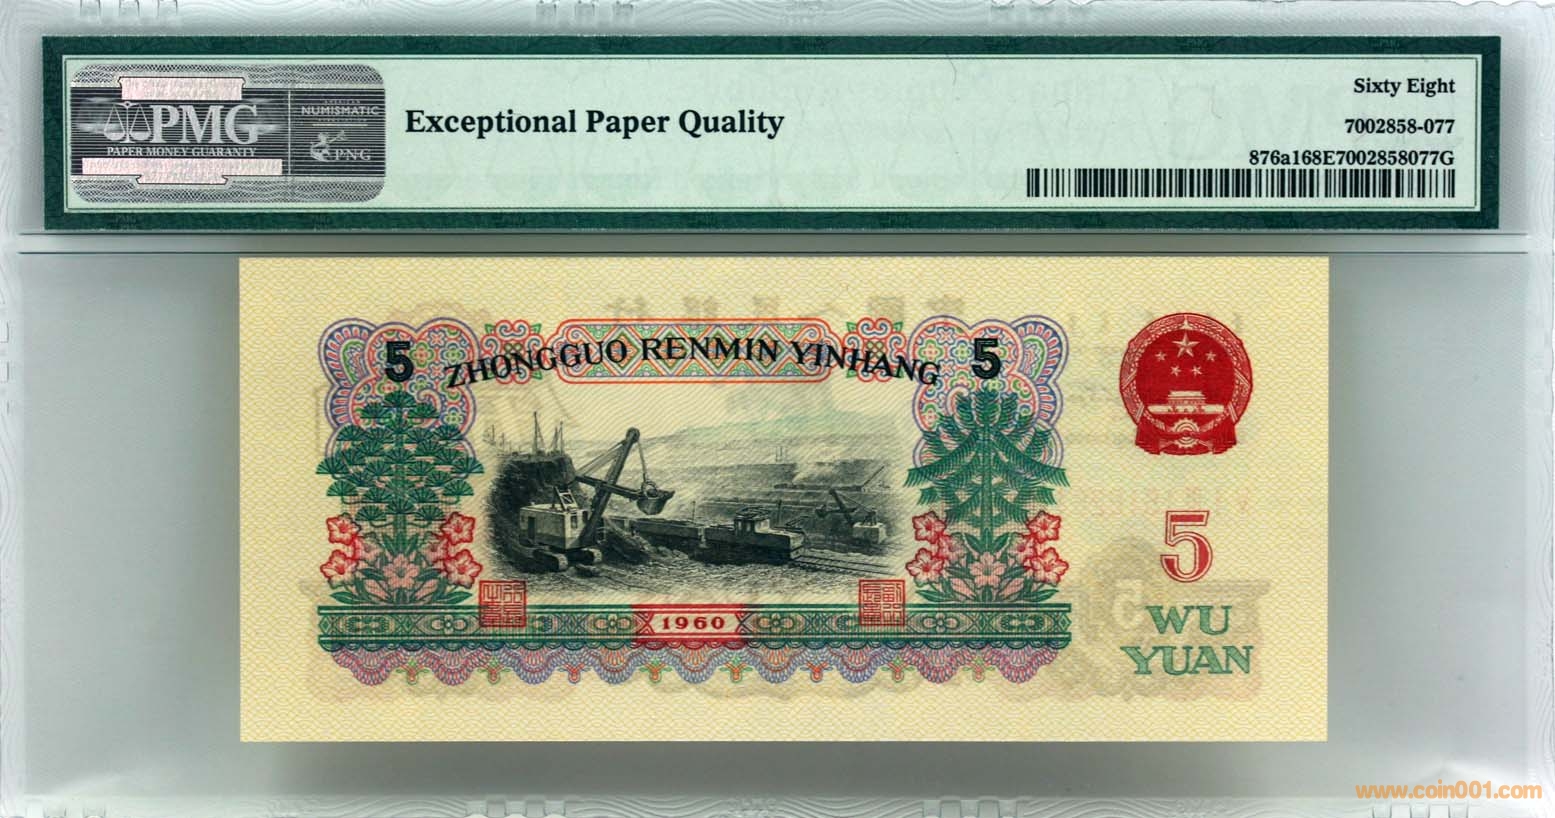 PMG
PAPER MONEY GUARANTY
NUMISMATIC
PNG
Exceptional Paper Quality
Sixty Eight
7002858-077
876a168E7002858077G
5
ZHONGGUO RENMIN YINHANG
5
1960
5
WU
YUAN
www.coin001.com